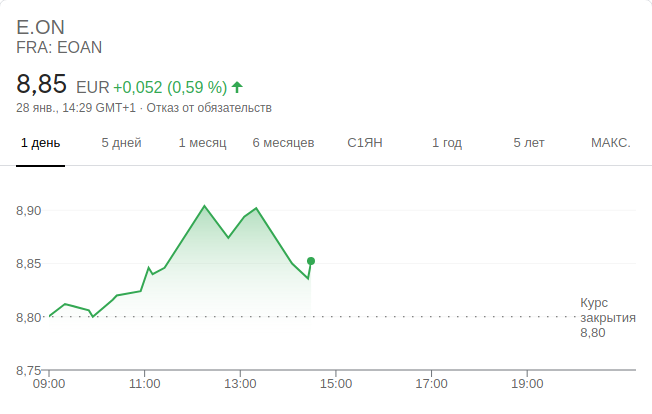 E.ON
FRA: EOAN
8,85 EUR +0,052 (0,59 %)
28 янв., 14:29 GMT+1 · Отказ от обязательств
1 день 5 дней 1 месяц 6 месяцев С1ЯН 1 год 5 лет МАКС.
8,90
8,85
Курс
закрытия
8,80
8,80
8,75
09:00 11:00 13:00 15:00 17:00 19:00